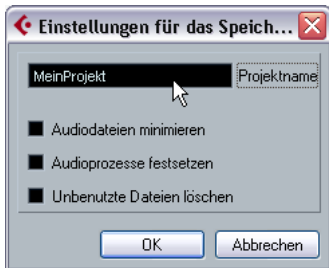 Einstellungen für das Speich...
MeinProjekt Projektname
Audiodateien minimieren
Audioprozesse festsetzen
Unbenutzte Dateien löschen
OK Abbrechen